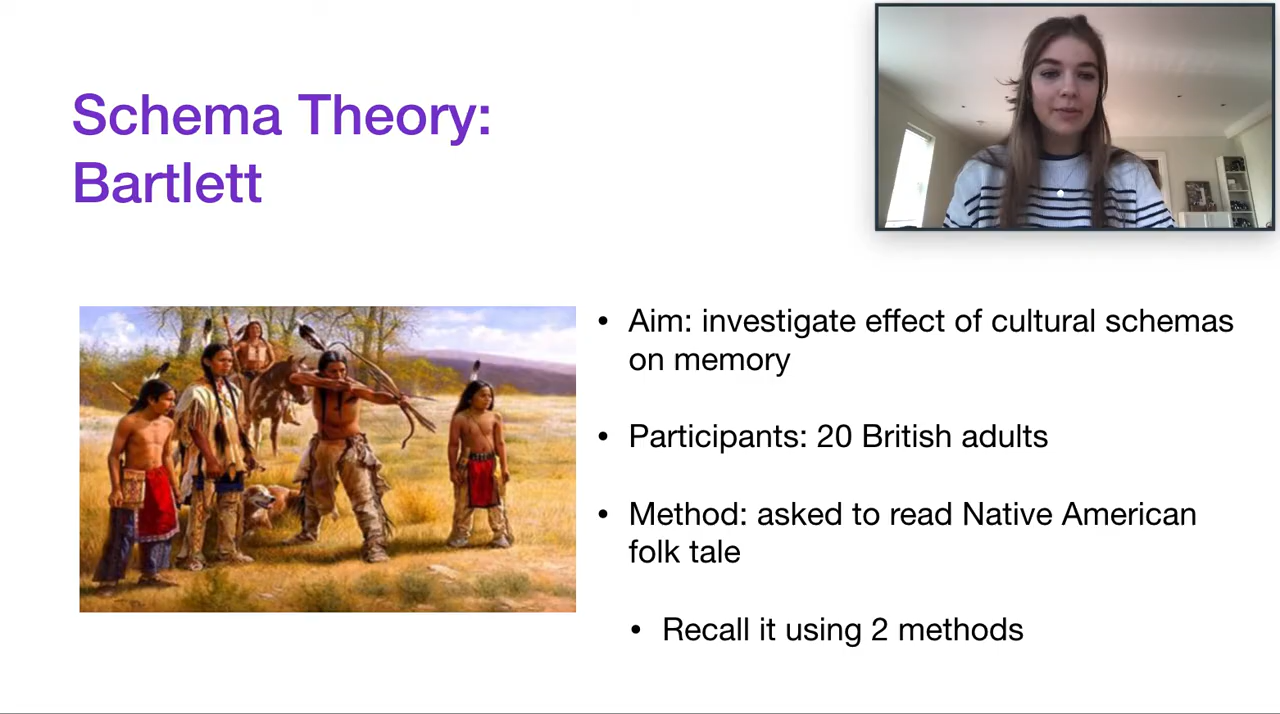 Schema Theory:
Bartlett
• Aim: investigate effect of cultural schemas
on memory
• Participants: 20 British adults
• Method: asked to read Native American
folk tale
• Recall it using 2 methods